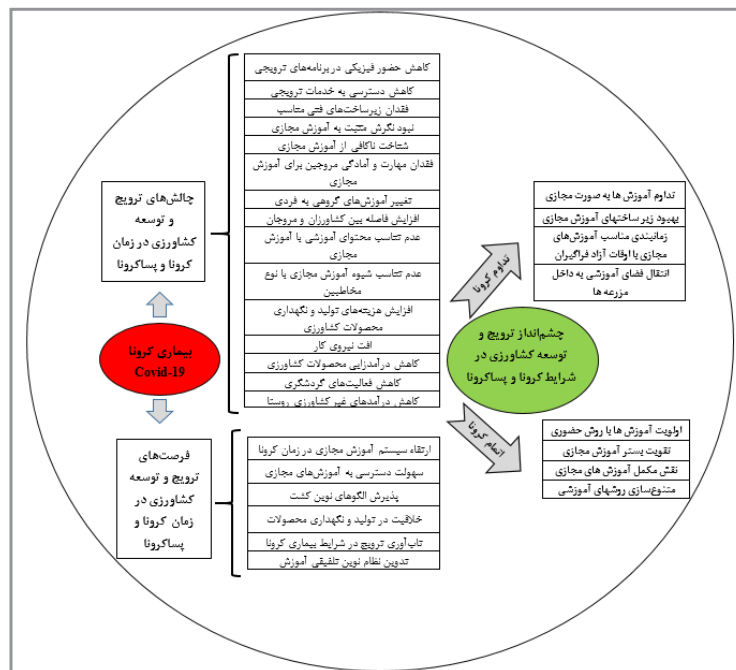 کاهش حضور فیزیکی در برنامه‌های ترویجی
کاهش دسترسی به خدمات ترویجی
فقدان زیرساخت‌های فنی مناسب
نبود نگرش مثبت به آموزش مجازی
شناخت ناکافی از آموزش مجازی
فقدان مهارت و آمادگی مروجین برای آموزش
مجازی
تغییر آموزش‌های گروهی به فردی
افزایش فاصله بین کشاورزان و مروجان
عدم تناسب محتوای آموزشی با آموزش
مجازی
عدم تناسب شیوه آموزش مجازی با نوع
مخاطبین
افزایش هزینه‌های تولید و نگهداری
محصولات کشاورزی
افت نیروی کار
کاهش درآمدزایی محصولات کشاورزی
کاهش فعالیت‌های گردشگری
کاهش درآمدهای غیر کشاورزی روستا
چالش‌های ترویج
و توسعه
کشاورزی در زمان
کرونا و پساکرونا
بیماری کرونا
Covid-19
فرصت‌های
ترویج و توسعه
کشاورزی در
زمان کرونا و
پساکرونا
ارتقاء سیستم آموزش مجازی در زمان کرونا
سهولت دسترسی به آموزش‌های مجازی
پذیرش الگوهای نوین کشت
خلاقیت در تولید و نگهداری محصولات
تاب‌آوری ترویج در شرایط بیماری کرونا
تدوین نظام نوین تلفیقی آموزش
چشم‌انداز ترویج و
توسعه کشاورزی در
شرایط کرونا و پساکرونا
تداوم کرونا
تداوم آموزش ها به صورت مجازی
بهبود زیر ساختهای آموزش مجازی
زمانبندی مناسب آموزش‌های
مجازی با اوقات آزاد فراگیران
انتقال فضای آموزشی به داخل
مزرعه ها
اتمام کرونا
اولویت آموزش ها با روش حضوری
تقویت بستر آموزش مجازی
نقش مکمل آموزش های مجازی
متنوع‌سازی روشهای آموزشی